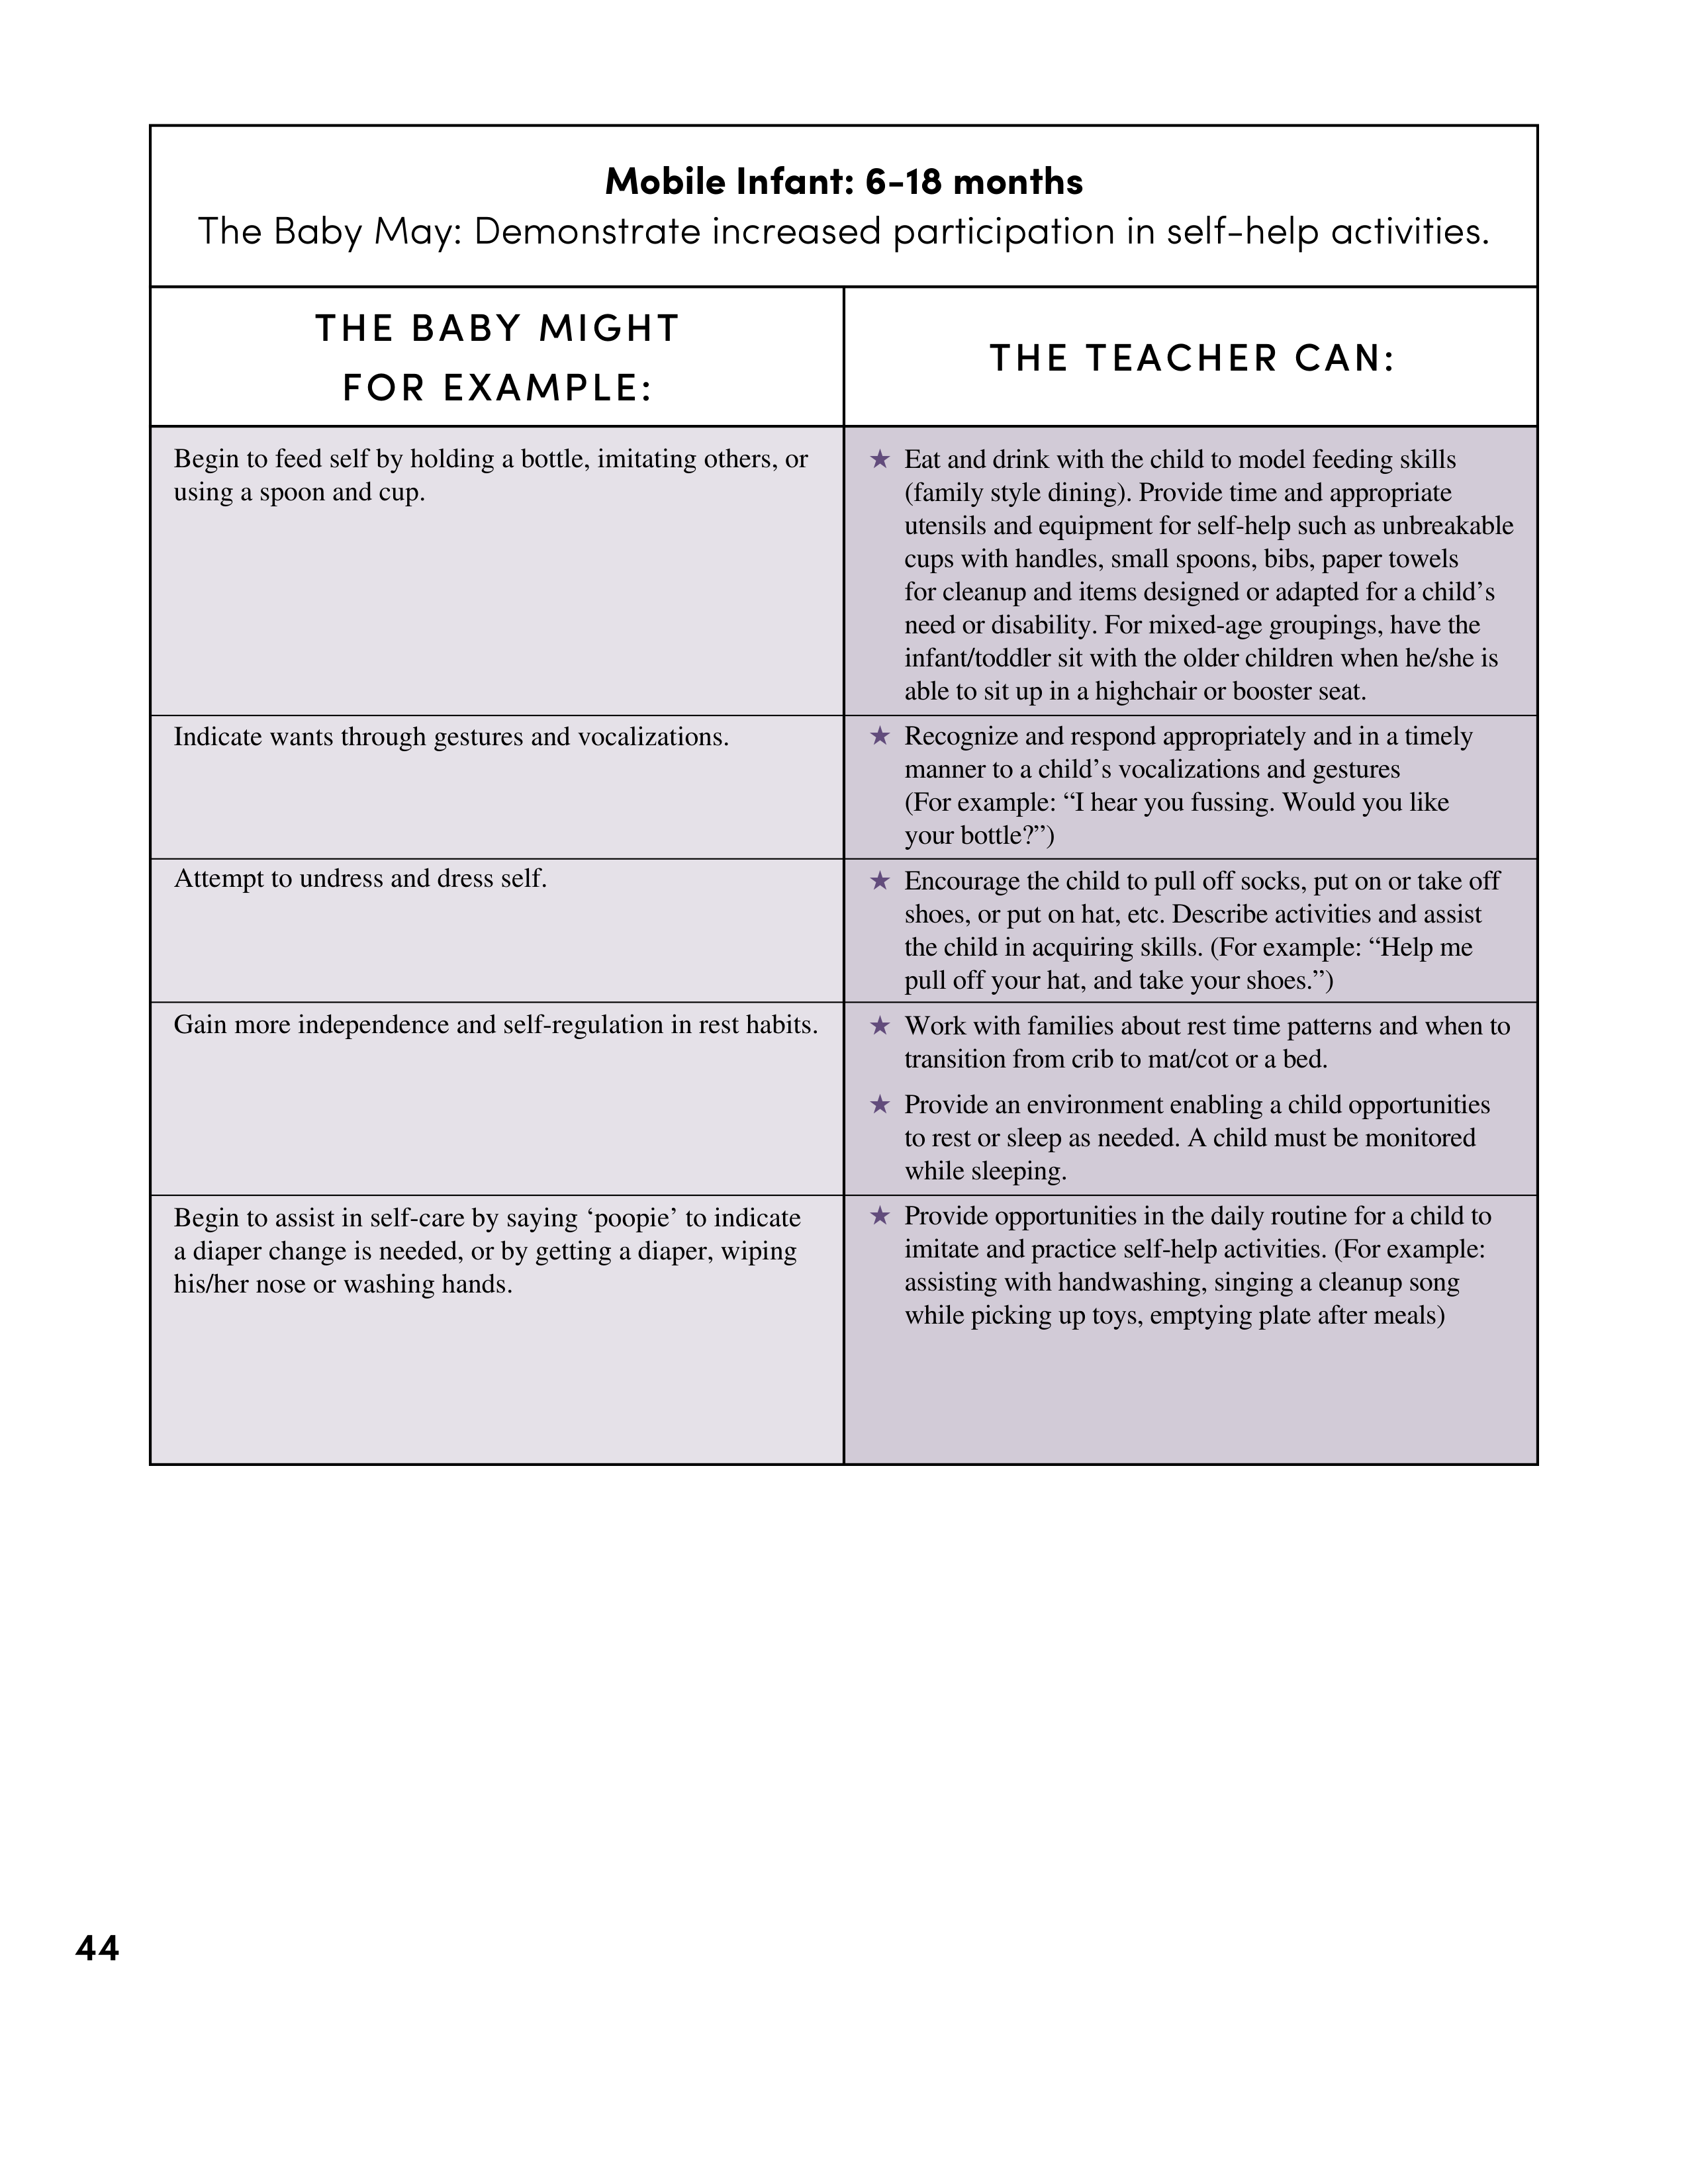 Mobile Infant: 6-18 months
The Baby May: Demonstrate increased participation in self-help activities.
THE BABY MIGHT
FOR EXAMPLE:
THE TEACHER CAN:
Begin to feed self by holding a bottle, imitating others, or
using a spoon and cup.
★ Eat and drink with the child to model feeding skills
(family style dining). Provide time and appropriate
utensils and equipment for self-help such as unbreakable
cups with handles, small spoons, bibs, paper towels
for cleanup and items designed or adapted for a child’s
need or disability. For mixed-age groupings, have the
infant/toddler sit with the older children when he/she is
able to sit up in a highchair or booster seat.
Indicate wants through gestures and vocalizations.
★ Recognize and respond appropriately and in a timely
manner to a child’s vocalizations and gestures
(For example: “I hear you fussing. Would you like
your bottle?”)
Attempt to undress and dress self.
★ Encourage the child to pull off socks, put on or take off
shoes, or put on hat, etc. Describe activities and assist
the child in acquiring skills. (For example: “Help me
pull off your hat, and take your shoes.”)
Gain more independence and self-regulation in rest habits.
★ Work with families about rest time patterns and when to
transition from crib to mat/cot or a bed.
★ Provide an environment enabling a child opportunities
to rest or sleep as needed. A child must be monitored
while sleeping.
Begin to assist in self-care by saying ‘poopie’ to indicate
a diaper change is needed, or by getting a diaper, wiping
his/her nose or washing hands.
★ Provide opportunities in the daily routine for a child to
imitate and practice self-help activities. (For example:
assisting with handwashing, singing a cleanup song
while picking up toys, emptying plate after meals)
44